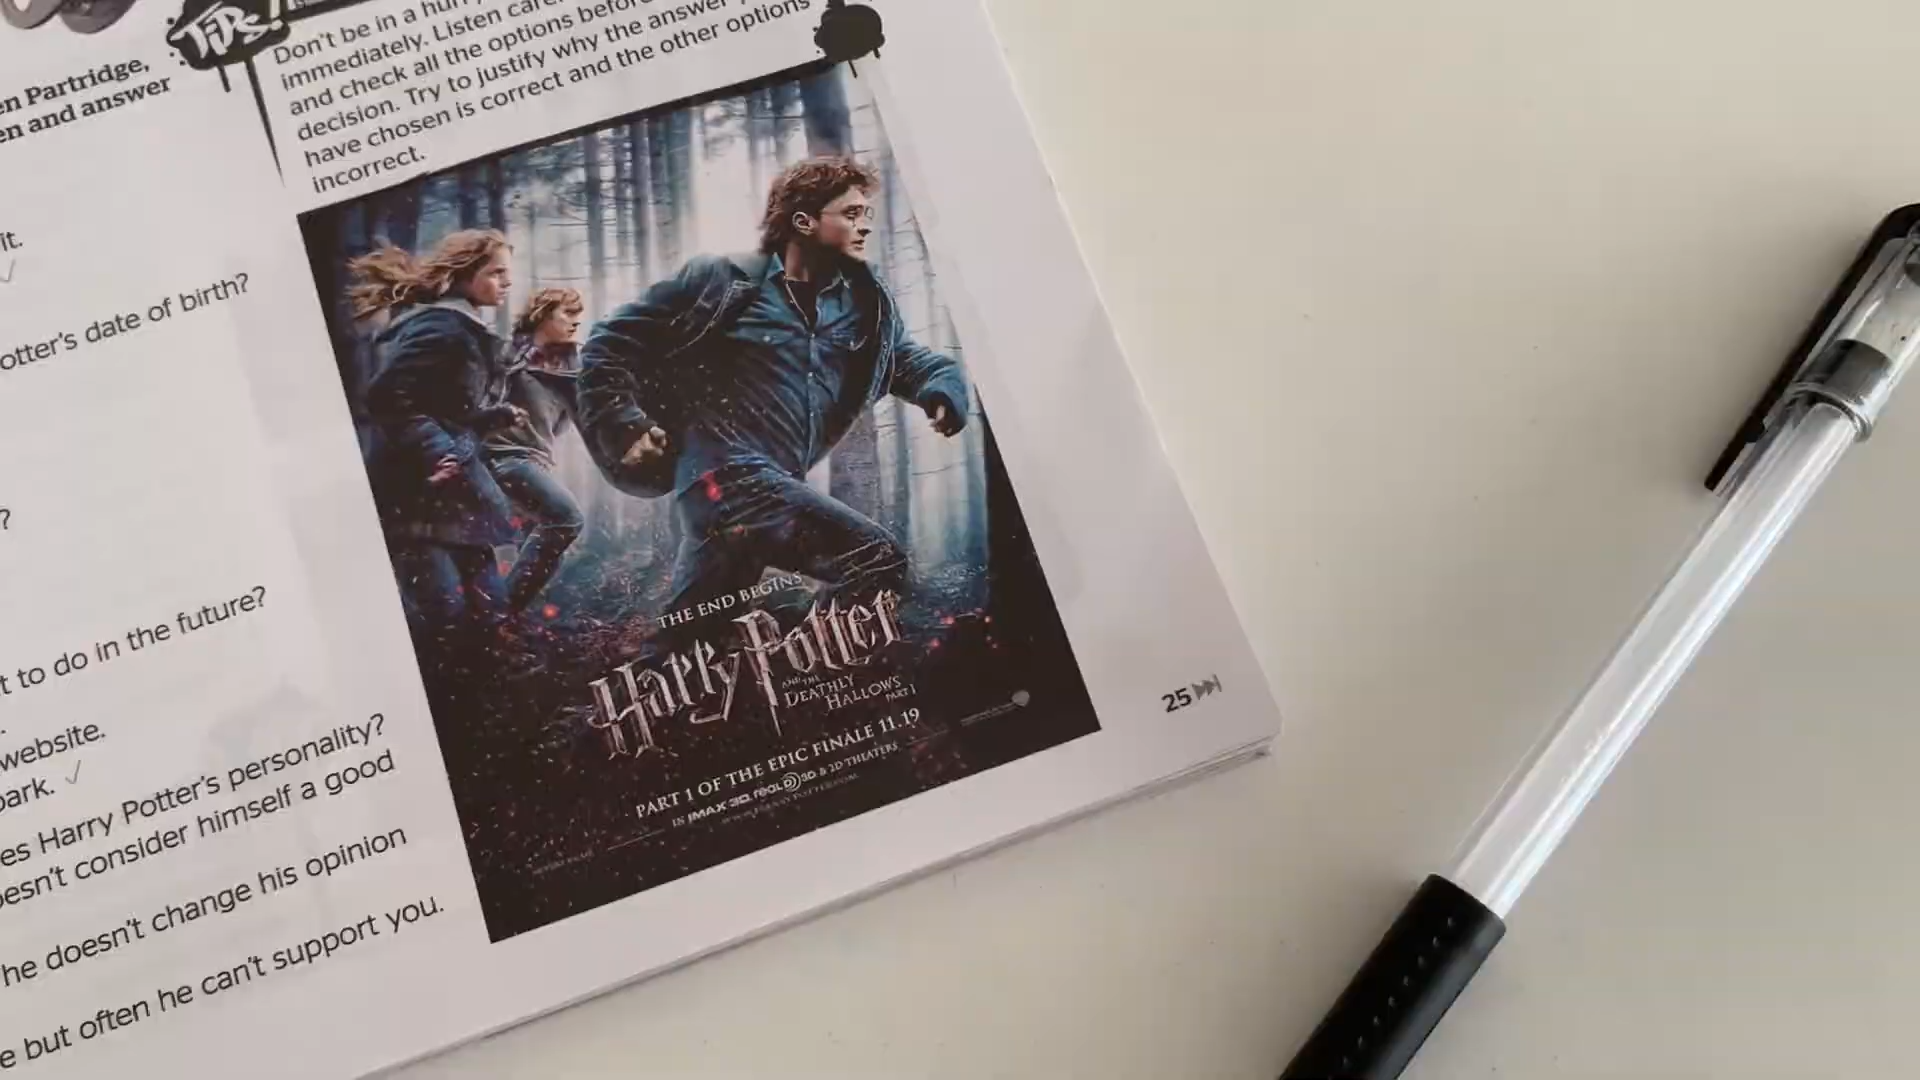 TIPS!
Don't be in a
immediately. Listen
and check all the options
decision. Try to justify why the answer
have chosen is correct and the other options
incorrect.
en Partridge,
en and answer
it.
otter's date of birth?
?
t to do in the future?
.
website.
park.
es Harry Potter's personality?
oesn't consider himself a good
he doesn't change his opinion
e but often he can't support you.
THE END BEGINS
Harry Potter
AND THE
DEATHLY
HALLOWS
PART 1
PART 1 OF THE EPIC FINALE 11.19
IN IMAX 3D, REAL D 3D & 2D THEATERS
25